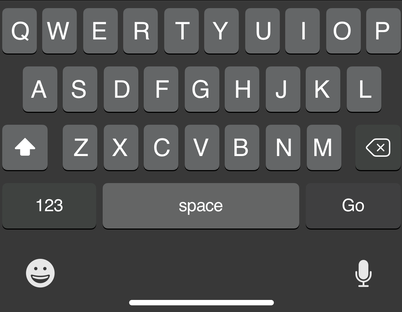 Q W E R T Y U I O P
A S D F G H J K L
Z X C V B N M
123 space Go